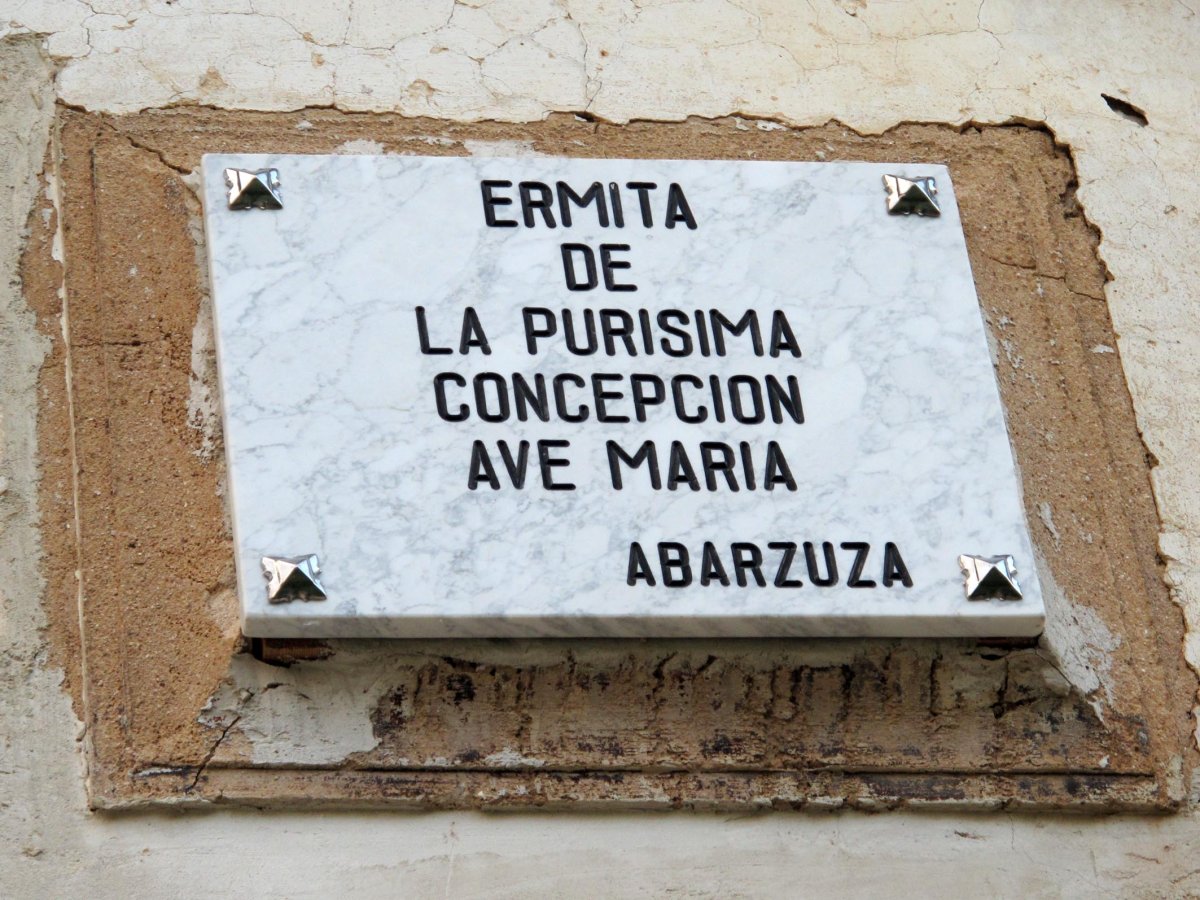 ERMITA
DE
LA PURISIMA
CONCEPCION
AVE MARIA
ABARZUZA